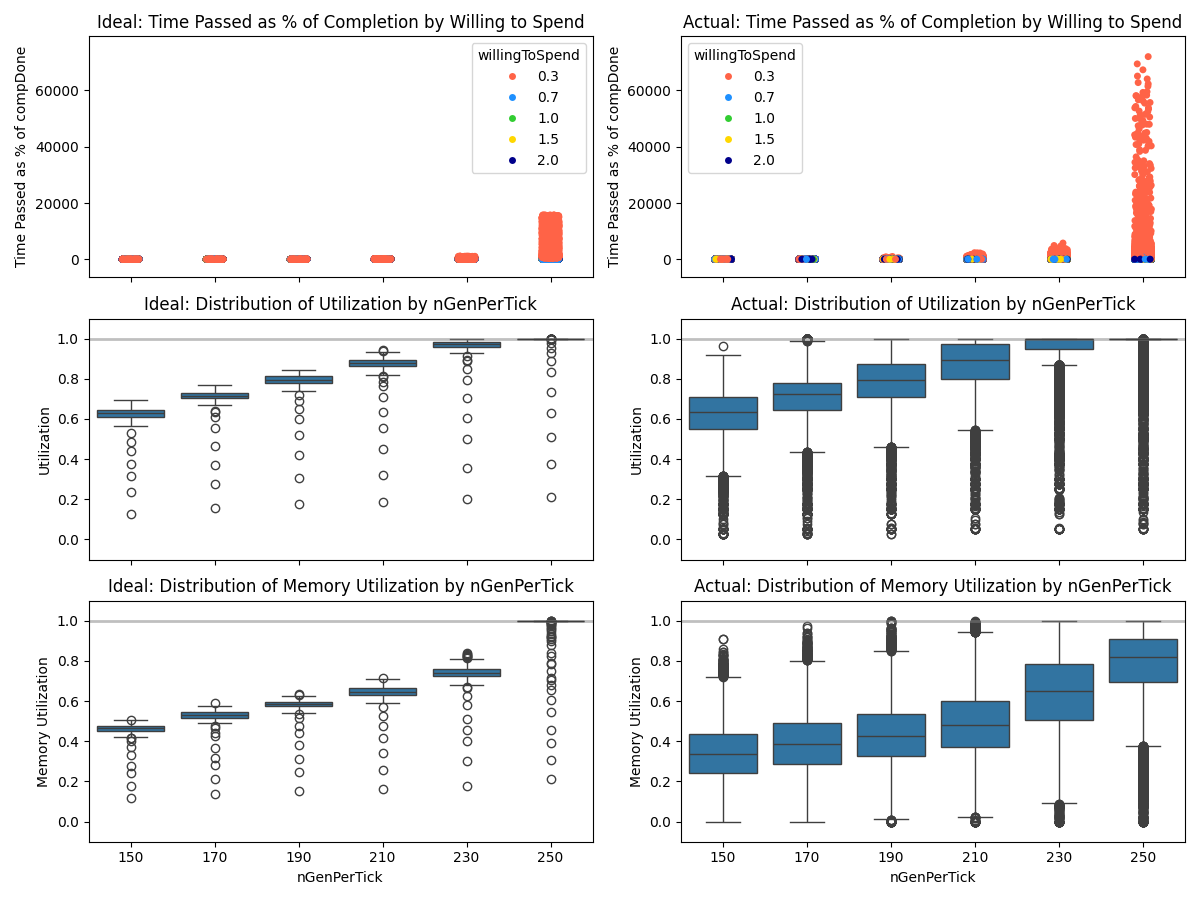 Ideal: Time Passed as % of Completion by Willing to Spend
Time Passed as % of compDone
60000
40000
20000
0
willingToSpend
0.3
0.7
1.0
1.5
2.0
Actual: Time Passed as % of Completion by Willing to Spend
Time Passed as % of compDone
60000
40000
20000
0
willingToSpend
0.3
0.7
1.0
1.5
2.0
Ideal: Distribution of Utilization by nGenPerTick
Utilization
1.0
0.8
0.6
0.4
0.2
0.0
Actual: Distribution of Utilization by nGenPerTick
Utilization
1.0
0.8
0.6
0.4
0.2
0.0
Ideal: Distribution of Memory Utilization by nGenPerTick
Memory Utilization
1.0
0.8
0.6
0.4
0.2
0.0
150 170 190 210 230 250
nGenPerTick
Actual: Distribution of Memory Utilization by nGenPerTick
Memory Utilization
1.0
0.8
0.6
0.4
0.2
0.0
150 170 190 210 230 250
nGenPerTick